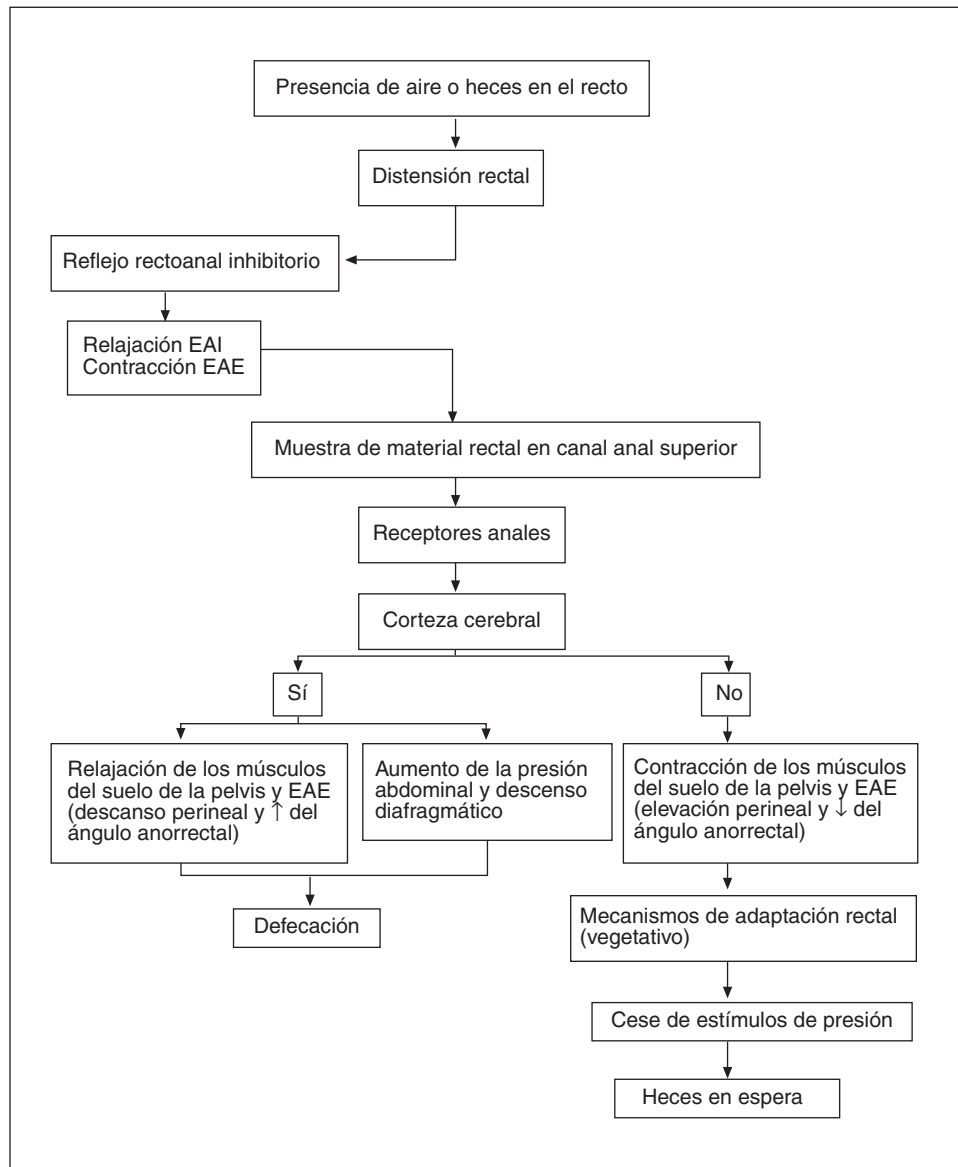 Presencia de aire o heces en el recto
Distensión rectal
Reflejo rectoanal inhibitorio
Relajación EAI
Contracción EAE
Muestra de material rectal en canal anal superior
Receptores anales
Corteza cerebral
Sí
No
Relajación de los músculos
del suelo de la pelvis y EAE
(descanso perineal y ↑ del
ángulo anorrectal)
Aumento de la presión
abdominal y descenso
diafragmático
Contracción de los músculos
del suelo de la pelvis y EAE
(elevación perineal y ↓ del
ángulo anorrectal)
Defecación
Mecanismos de adaptación rectal
(vegetativo)
Cese de estímulos de presión
Heces en espera